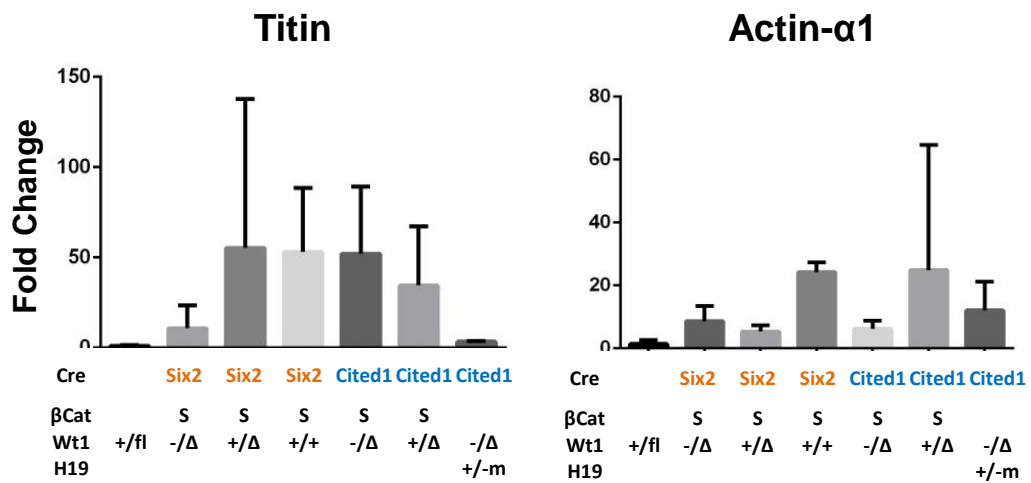 Titin Actin-α1
Fold Change
150
100
50
0
80
60
40
20
0
Cre Six2 Six2 Six2 Cited1 Cited1 Cited1
βCat S S S S S
Wt1 +/fl -/Δ +/Δ +/+ -/Δ +/Δ -/Δ
H19 +/-m
Cre Six2 Six2 Six2 Cited1 Cited1 Cited1
βCat S S S S S
Wt1 +/fl -/Δ +/Δ +/+ -/Δ +/Δ -/Δ
H19 +/-m